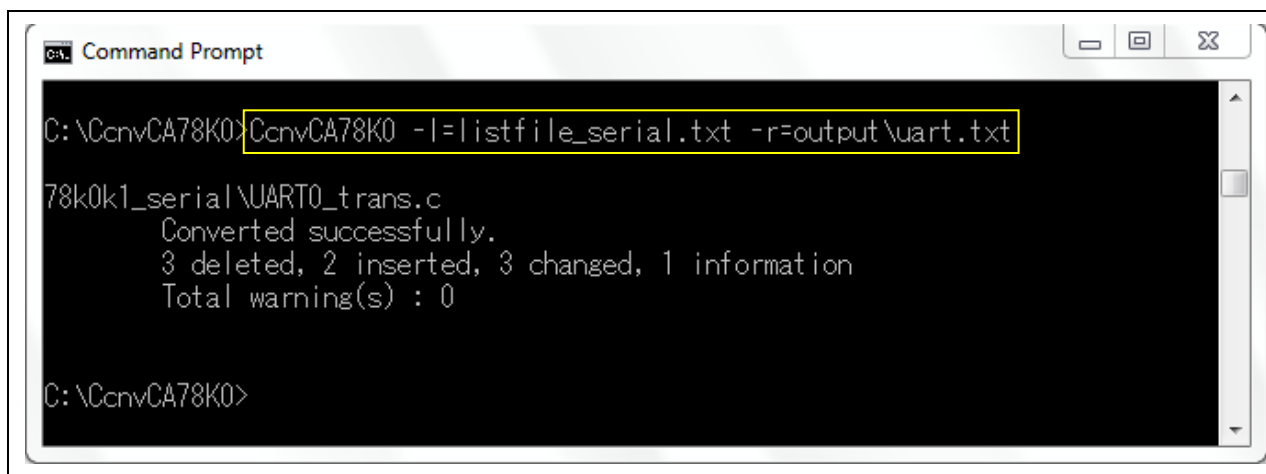 Command Prompt
C:\CcnvCA78K0>CcnvCA78K0 -l=listfile_serial.txt -r=output\uart.txt
78k0k1_serial\UART0_trans.c
Converted successfully.
3 deleted, 2 inserted, 3 changed, 1 information
Total warning(s) : 0
C:\CcnvCA78K0>